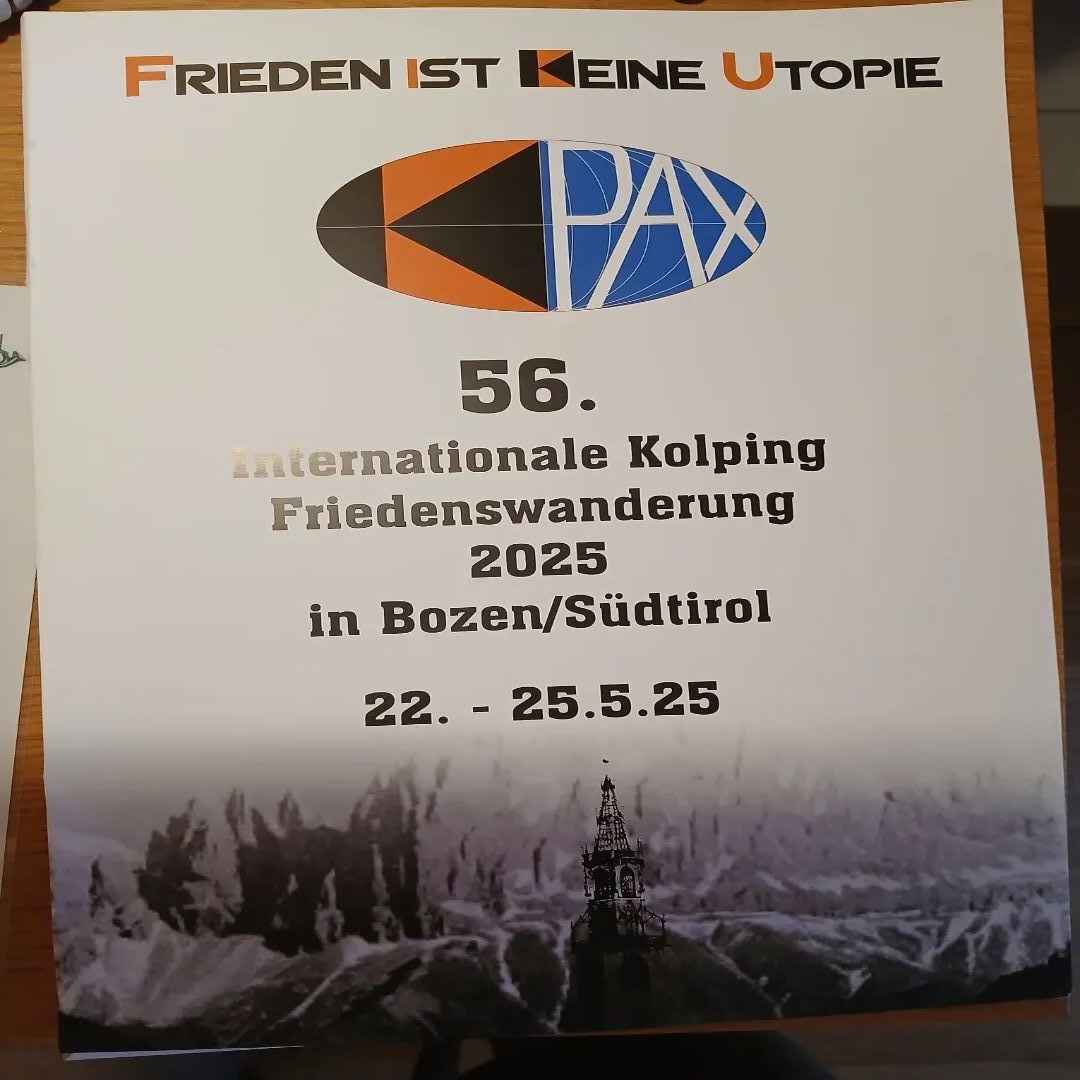 FRIEDEN IST KEINE UTOPIE
K PAX
56.
Internationale Kolping
Friedenswanderung
2025
in Bozen/Südtirol
22. - 25.5.25